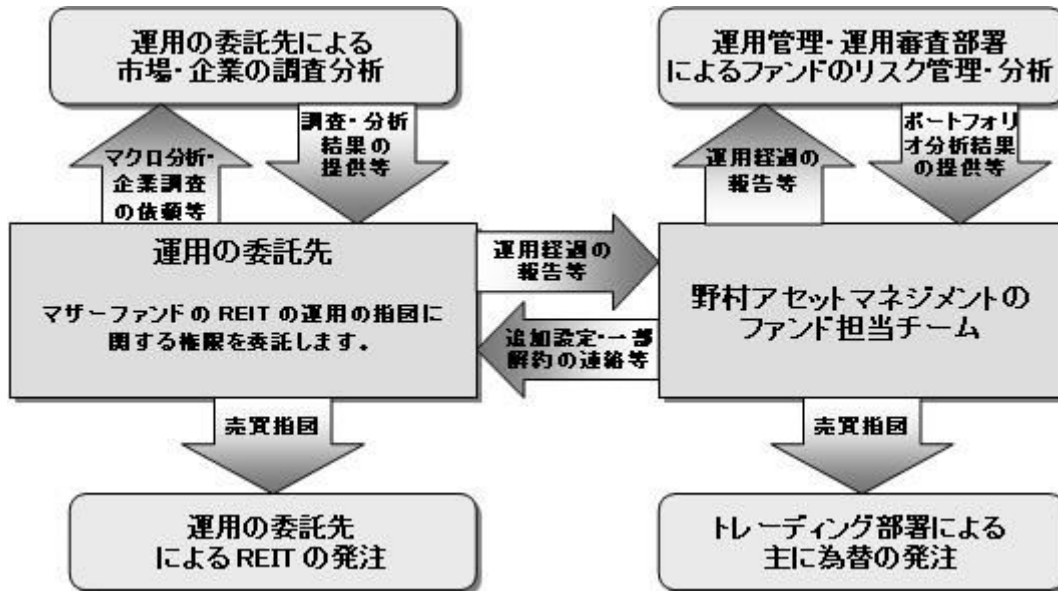 運用の委託先による
市場・企業の調査分析
運用管理・運用審査部署
によるファンドのリスク管理・分析
マクロ分析・
企業調査
の依頼等
調査・分析
結果の
提供等
運用経過の
報告等
ポートフォリ
オ分析結果
の提供等
運用の委託先
マザーファンドのREITの運用の指図に
関する権限を委託します。
運用経過の
報告等
追加設定・一部
解約の連絡等
野村アセットマネジメントの
ファンド担当チーム
売買指図
売買指図
運用の委託先
によるREITの発注
トレーディング部署による
主に為替の発注